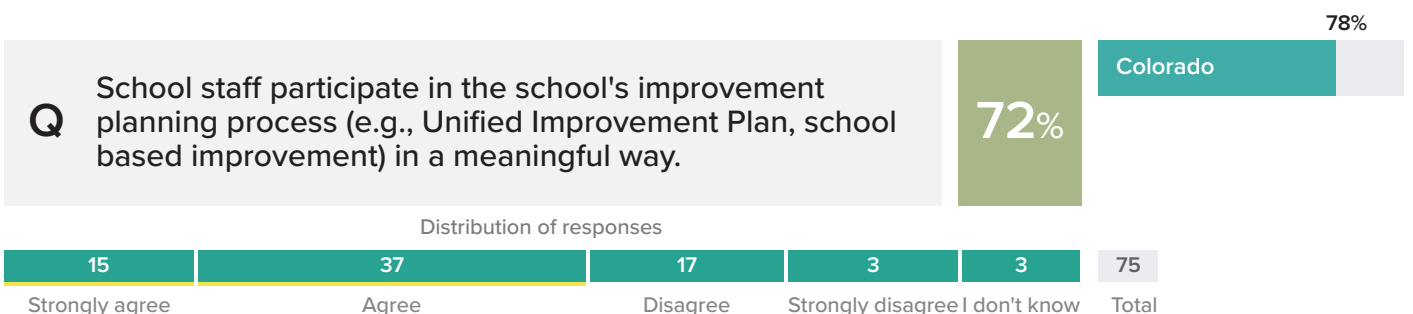 78%
Q
School staff participate in the school's improvement
planning process (e.g., Unified Improvement Plan, school
based improvement) in a meaningful way.
72%
Colorado
Distribution of responses
15 37 17 3 3 75
Strongly agree Agree Disagree Strongly disagree I don't know Total